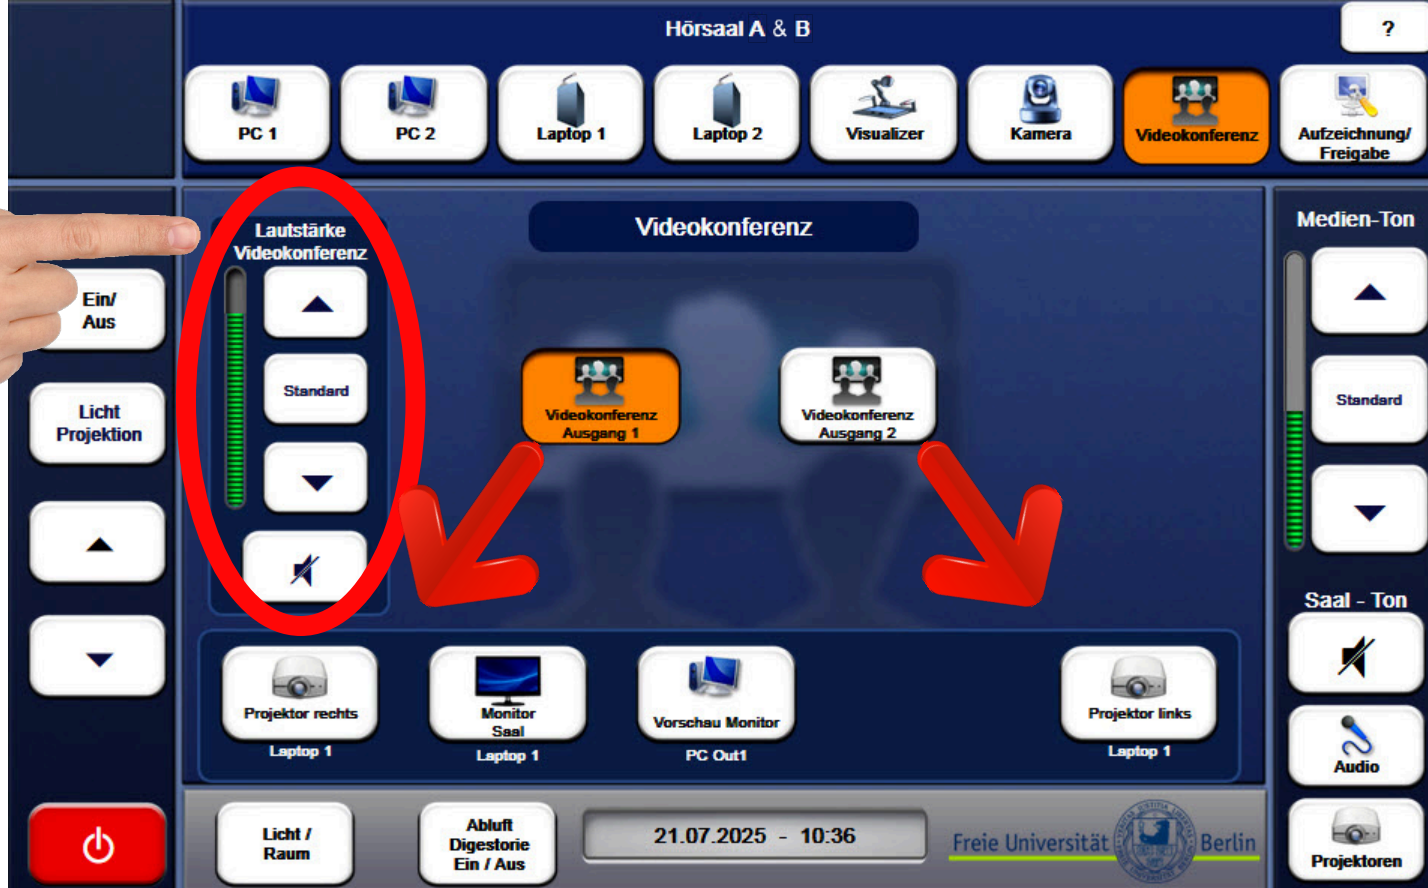 Hörsaal A & B
?
PC 1
PC 2
Laptop 1
Laptop 2
Visualizer
Kamera
Videokonferenz
Aufzeichnung/
Freigabe
Ein/
Aus
Licht
Projektion
Lautstärke
Videokonferenz
Standard
Videokonferenz
Videokonferenz
Ausgang 1
Videokonferenz
Ausgang 2
Medien-Ton
Standard
Saal - Ton
Audio
Projektoren
Projektor rechts
Laptop 1
Monitor
Saal
Laptop 1
Vorschau Monitor
PC Out1
Projektor links
Laptop 1
Licht /
Raum
Abluft
Digestorie
Ein / Aus
21.07.2025 - 10:36
Freie Universität Berlin